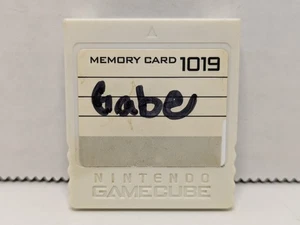 MEMORY CARD 1019
Gabe
NINTENDO
GAMECUBE